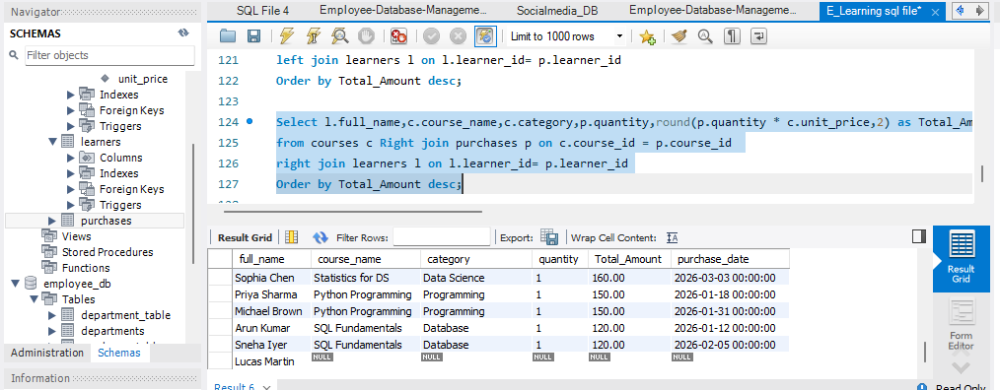 Navigator
SCHEMAS
Filter objects
unit_price
Indexes
Foreign Keys
Triggers
learners
Columns
Indexes
Foreign Keys
Triggers
purchases
Views
Stored Procedures
Functions
employee_db
Tables
department_table
departments
Administration Schemas
Information
SQL File 4 Employee-Database-Manageme... Socialmedia_DB Employee-Database-Manageme... E_Learning sql file*
Limit to 1000 rows
121 left join learners l on l.learner_id= p.learner_id
122 Order by Total_Amount desc;
123
124 Select l.full_name,c.course_name,c.category,p.quantity,round(p.quantity * c.unit_price,2) as Total_Am
125 from courses c Right join purchases p on c.course_id = p.course_id
126 right join learners l on l.learner_id= p.learner_id
127 Order by Total_Amount desc;
Result Grid Filter Rows: Export: Wrap Cell Content:
full_name course_name category quantity Total_Amount purchase_date
Sophia Chen Statistics for DS Data Science 1 160.00 2026-03-03 00:00:00
Priya Sharma Python Programming Programming 1 150.00 2026-01-18 00:00:00
Michael Brown Python Programming Programming 1 150.00 2026-01-31 00:00:00
Arun Kumar SQL Fundamentals Database 1 120.00 2026-01-12 00:00:00
Sneha Iyer SQL Fundamentals Database 1 120.00 2026-02-05 00:00:00
Lucas Martin NULL NULL NULL NULL NULL
Result Grid
Form Editor
Result 6
Read Only